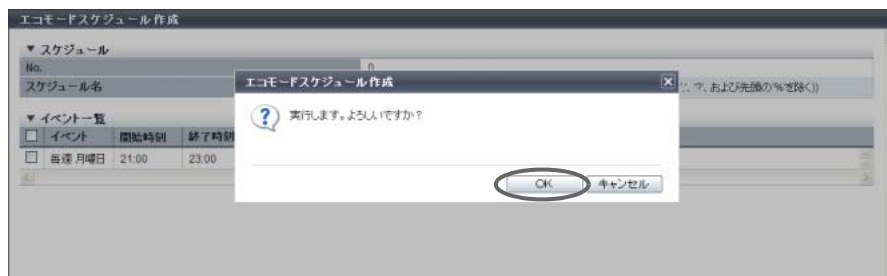 エコモードスケジュール作成
▼ スケジュール
No.
0
スケジュール名
'?', および先頭の%を除く))
エコモードスケジュール作成
実行します。よろしいですか?
OK
キャンセル
▼ イベント一覧
イベント 開始時刻 終了時刻
毎週 月曜日 21:00 23:00